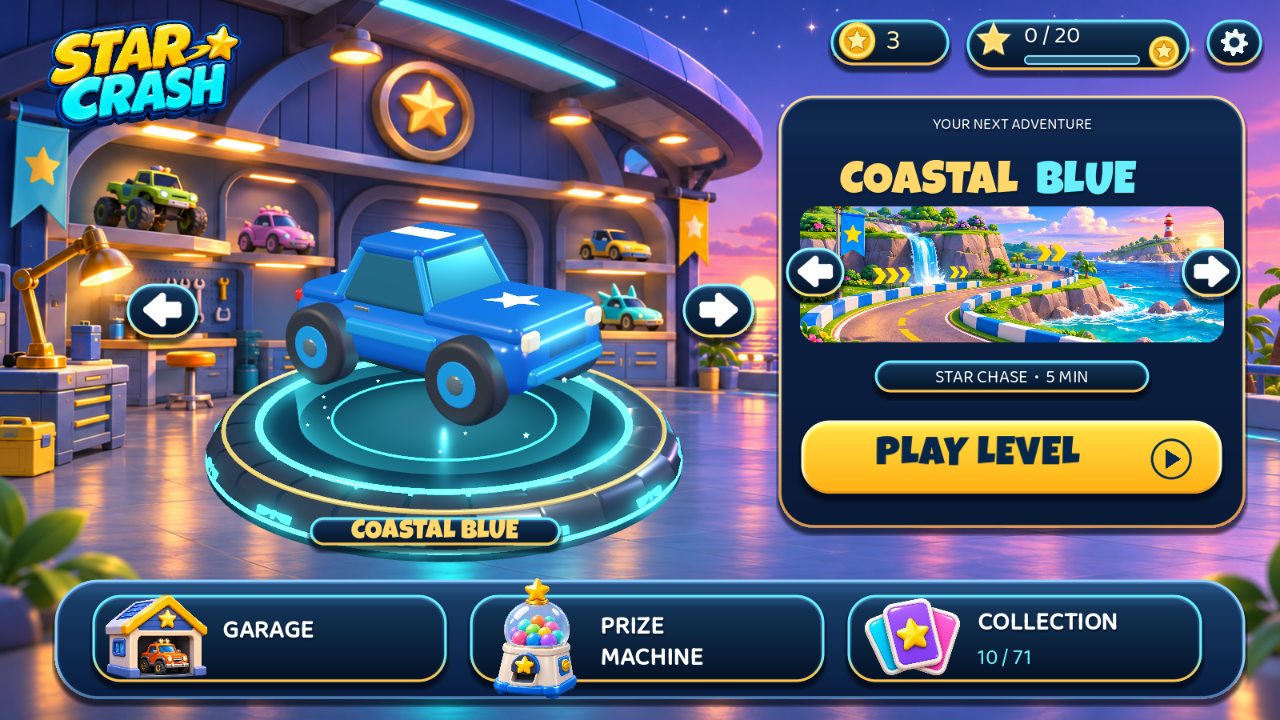 STAR
CRASH
3
0 / 20
YOUR NEXT ADVENTURE
COASTAL BLUE
STAR CHASE • 5 MIN
PLAY LEVEL
COASTAL BLUE
GARAGE
PRIZE
MACHINE
COLLECTION
10 / 71